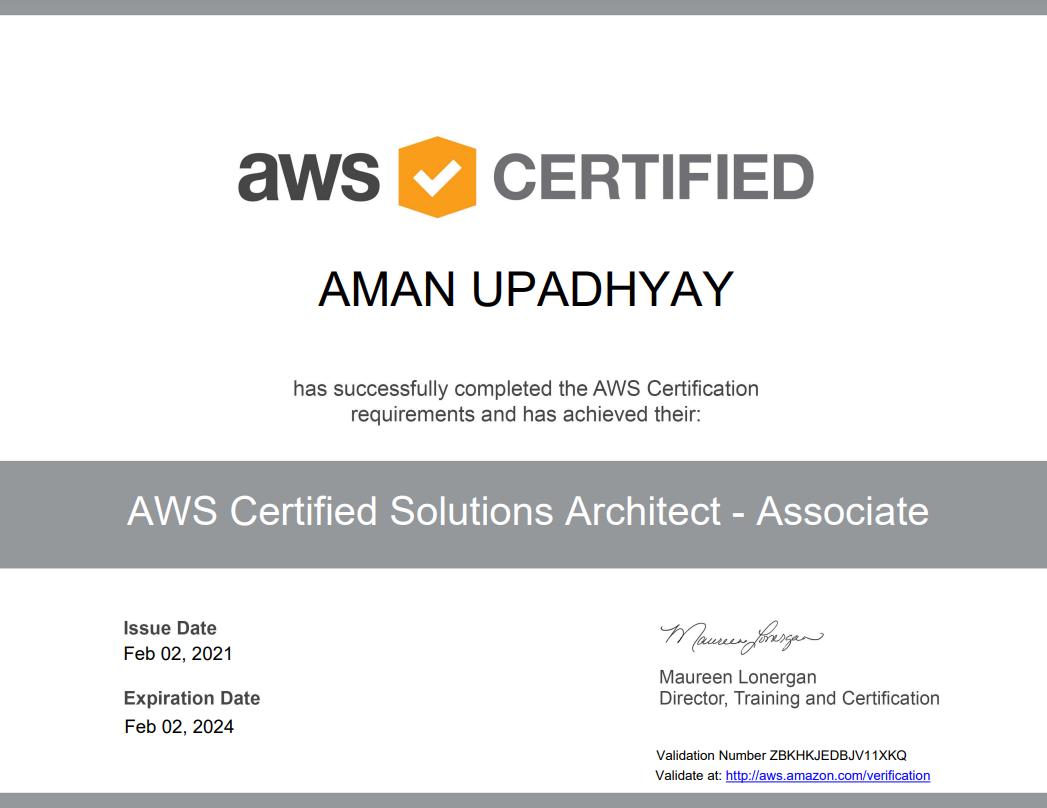 aws CERTIFIED
AMAN UPADHYAY
has successfully completed the AWS Certification
requirements and has achieved their:
AWS Certified Solutions Architect - Associate
Issue Date
Feb 02, 2021
Expiration Date
Feb 02, 2024
Maureen Lonergan
Maureen Lonergan
Director, Training and Certification
Validation Number ZBKHKJEDBJV11XKQ
Validate at: http://aws.amazon.com/verification